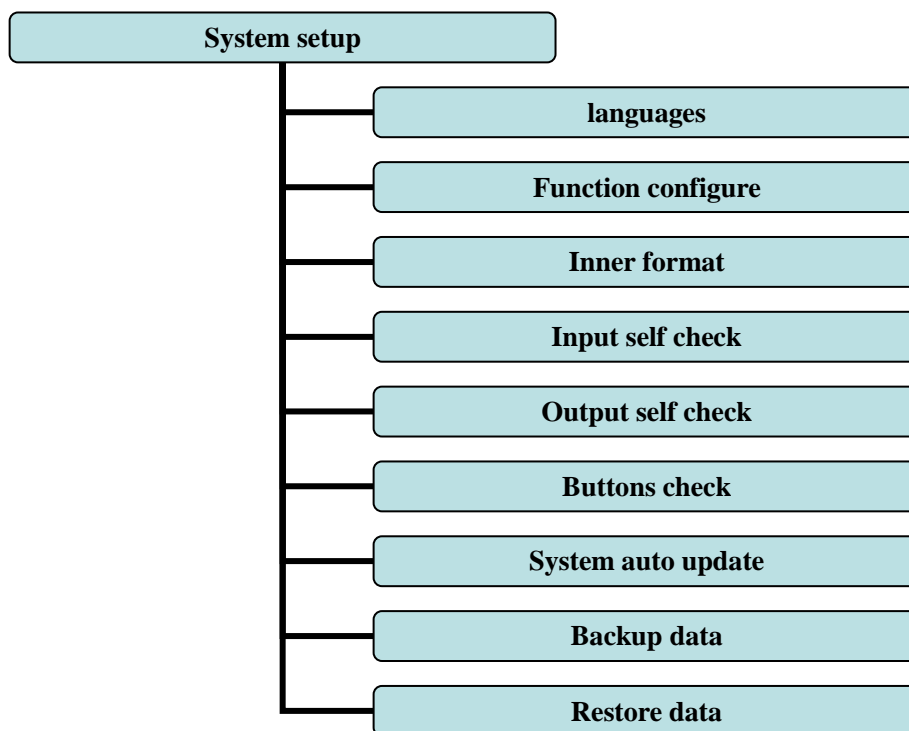 System setup
languages
Function configure
Inner format
Input self check
Output self check
Buttons check
System auto update
Backup data
Restore data